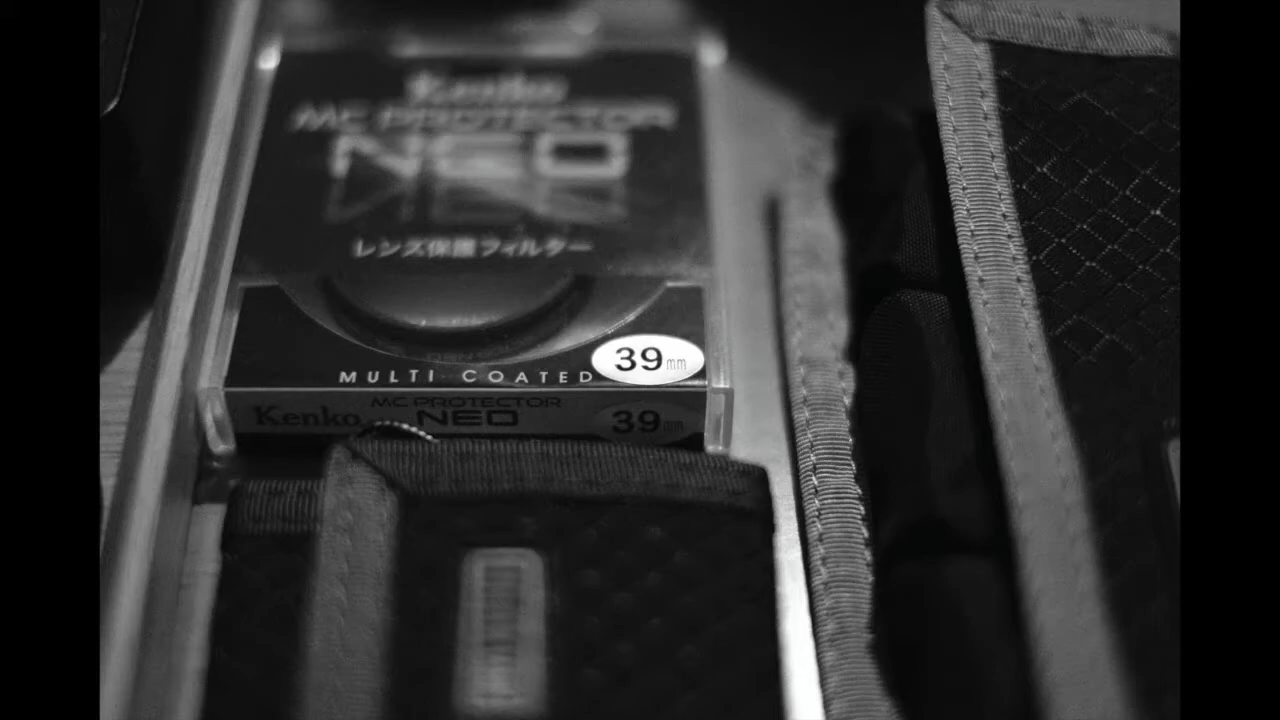 Kenko
MC PROTECTOR
NEO
レンズ保護フィルター
39mm
MULTI COATED
Kenko MC PROTECTOR NEO 39mm